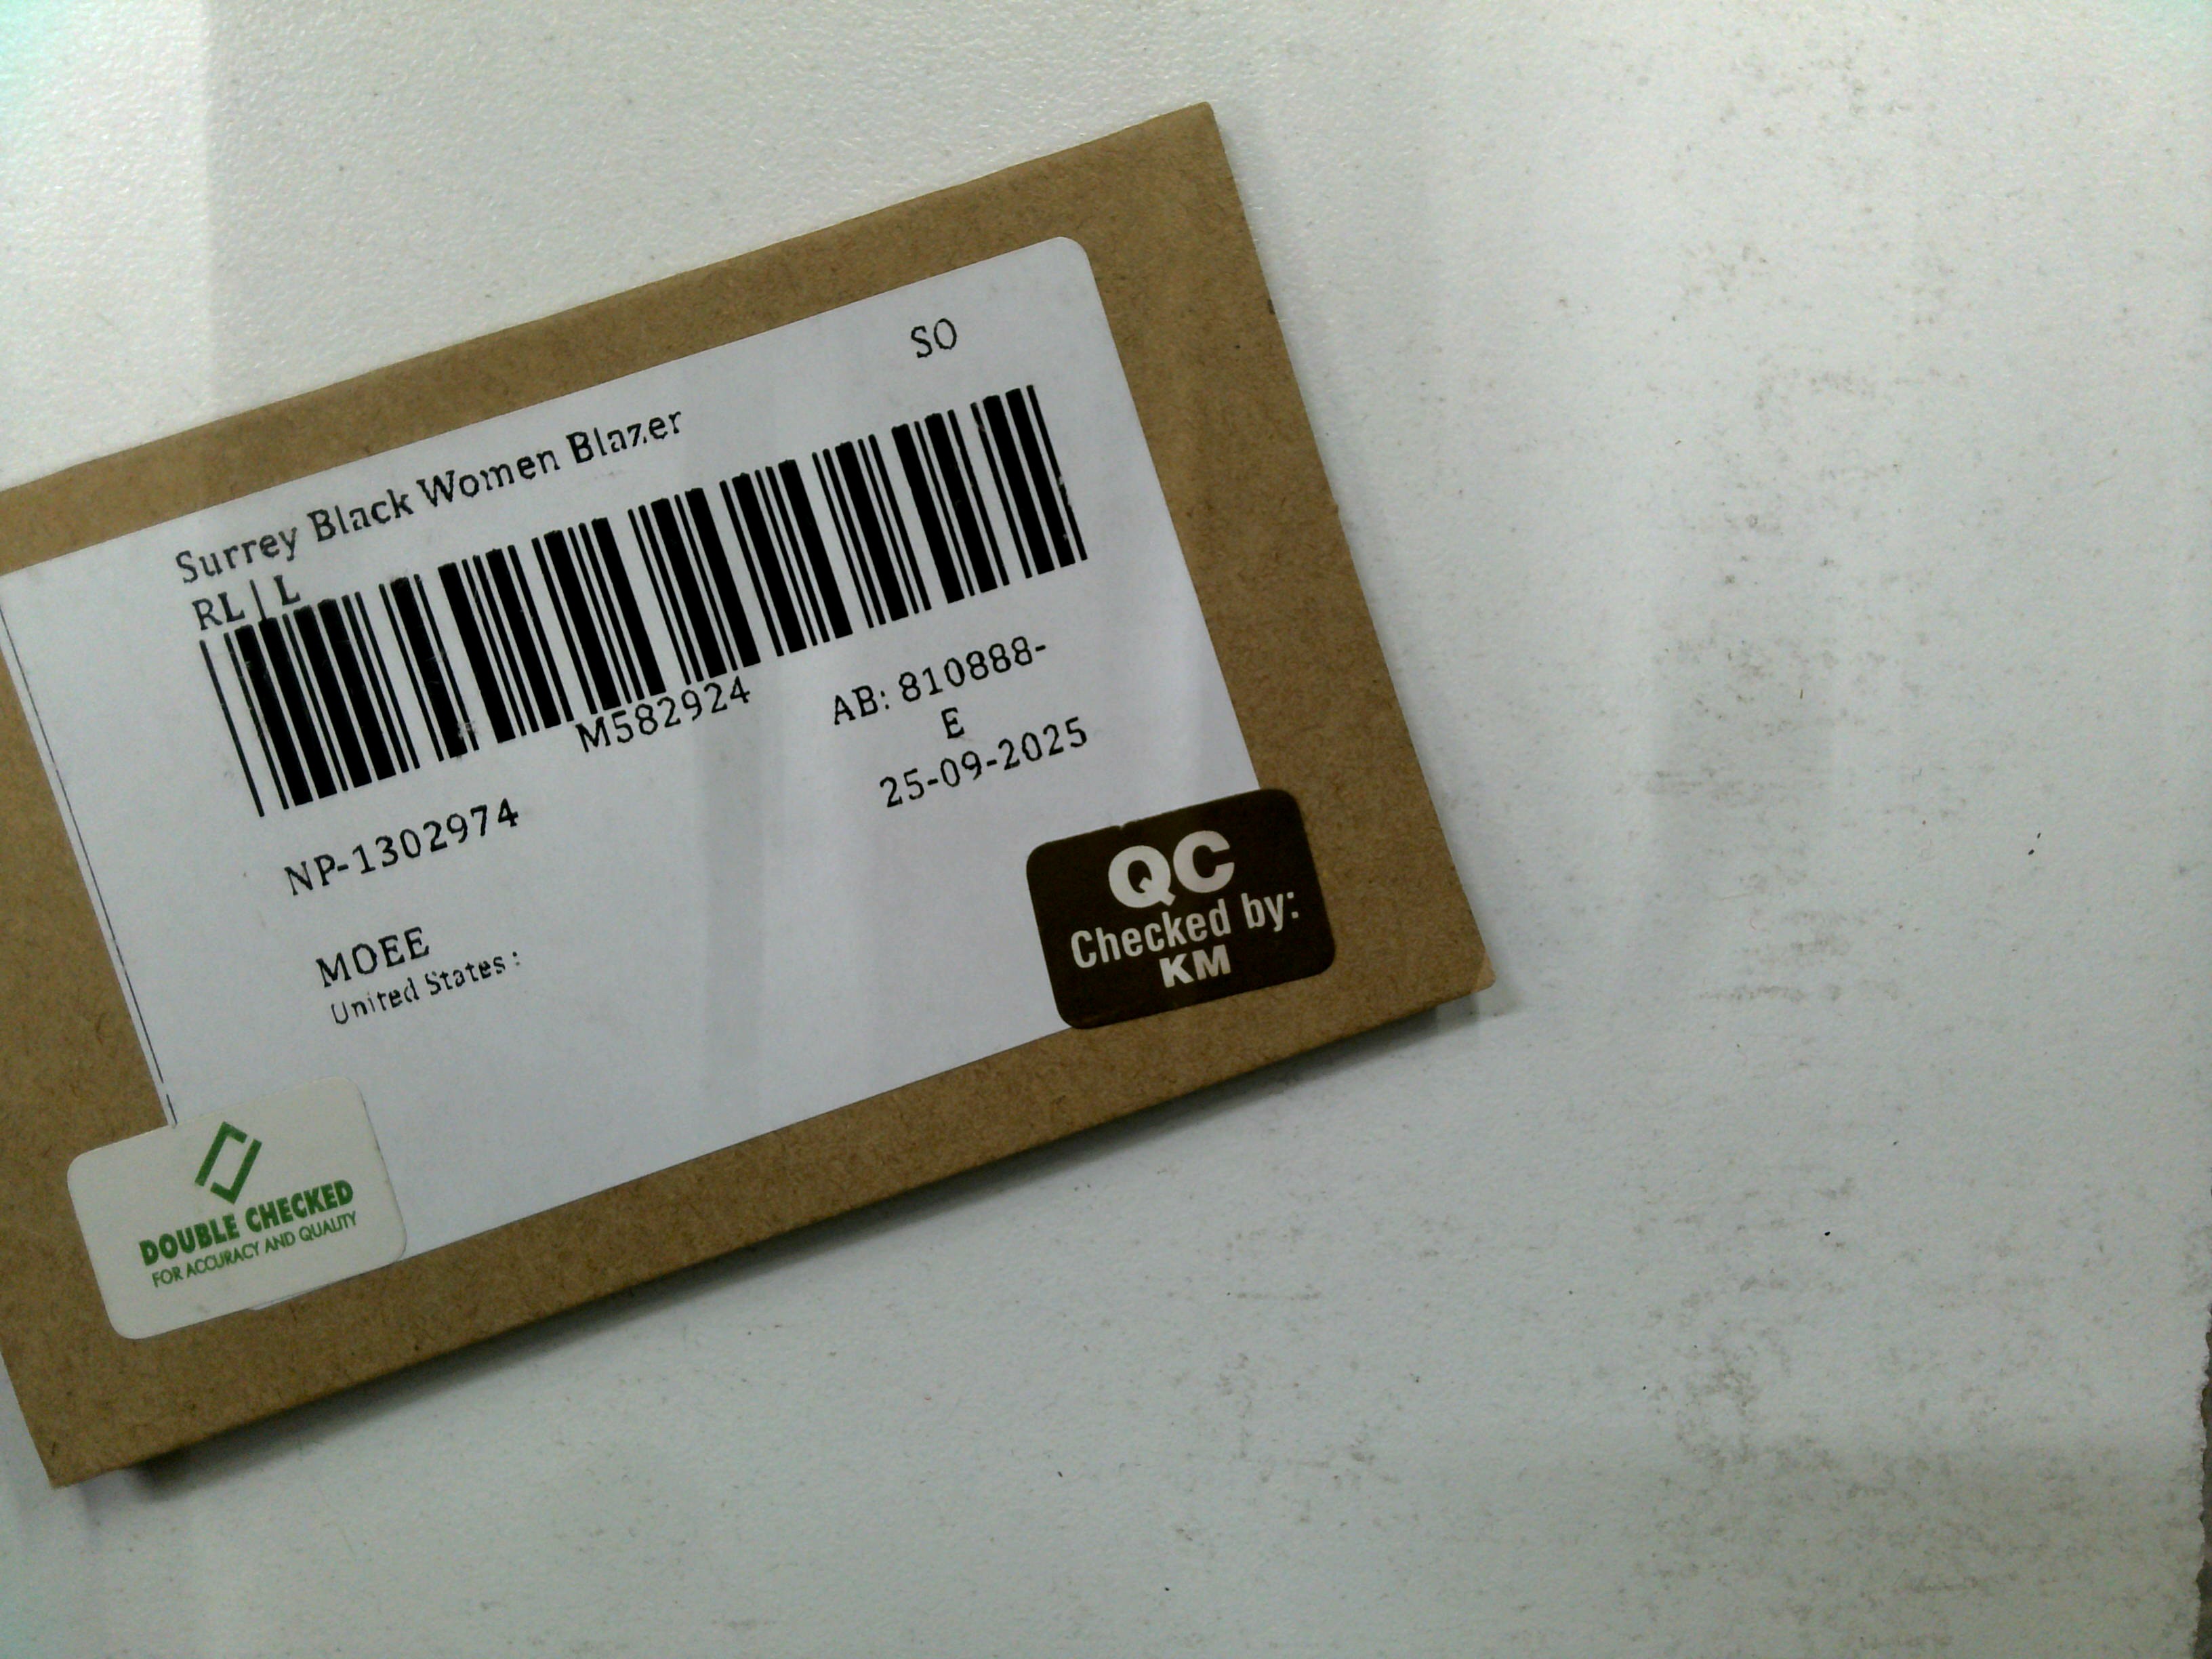 SO
Surrey Black Women Blazer
RL | L
M582924
AB: 810888-
E
25-09-2025
NP-1302974
MOEE
United States :
QC
Checked by:
KM
DOUBLE CHECKED
FOR ACCURACY AND QUALITY